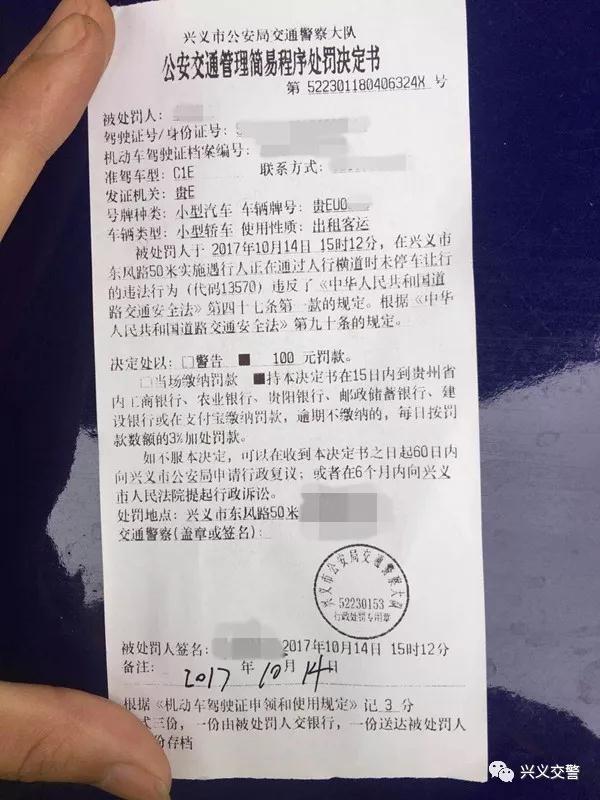 兴义市公安局交通警察大队
公安交通管理简易程序处罚决定书
第 522301180406324X 号
被处罚人:
驾驶证号/身份证号:
机动车驾驶证档案编号:
准驾车型: C1E 联系方式:
发证机关: 贵E
号牌种类: 小型汽车 车辆牌号: 贵EU0
车辆类型: 小型轿车 使用性质: 出租客运
被处罚人于 2017年10月14日 15时12分, 在兴义市
东风路50米实施遇行人正在通过人行横道时未停车让行
的违法行为 (代码13570) 违反了《中华人民共和国道
路交通安全法》第四十七条第一款的规定。根据《中华
人民共和国道路交通安全法》第九十条的规定。
决定处以: □警告 ■ 100 元罚款。
□当场缴纳罚款 ■持本决定书在15日内到贵州省
内工商银行、农业银行、贵阳银行、邮政储蓄银行、建
设银行或在支付宝缴纳罚款, 逾期不缴纳的, 每日按罚
款数额的3%加处罚款。
如不服本决定, 可以在收到本决定书之日起60日内
向兴义市公安局申请行政复议; 或者在6个月内向兴义
市人民法院提起行政诉讼。
处罚地点: 兴义市东风路50米
交通警察(盖章或签名):
兴义市公安局交通警察大队
52230153
行政处罚专用章
被处罚人签名: 2017年10月14日 15时12分
备注: 2017 年 10 月 14 日
根据《机动车驾驶证申领和使用规定》记 3 分
式三份, 一份由被处罚人交银行, 一份送达被处罚人
份存档
兴义交警